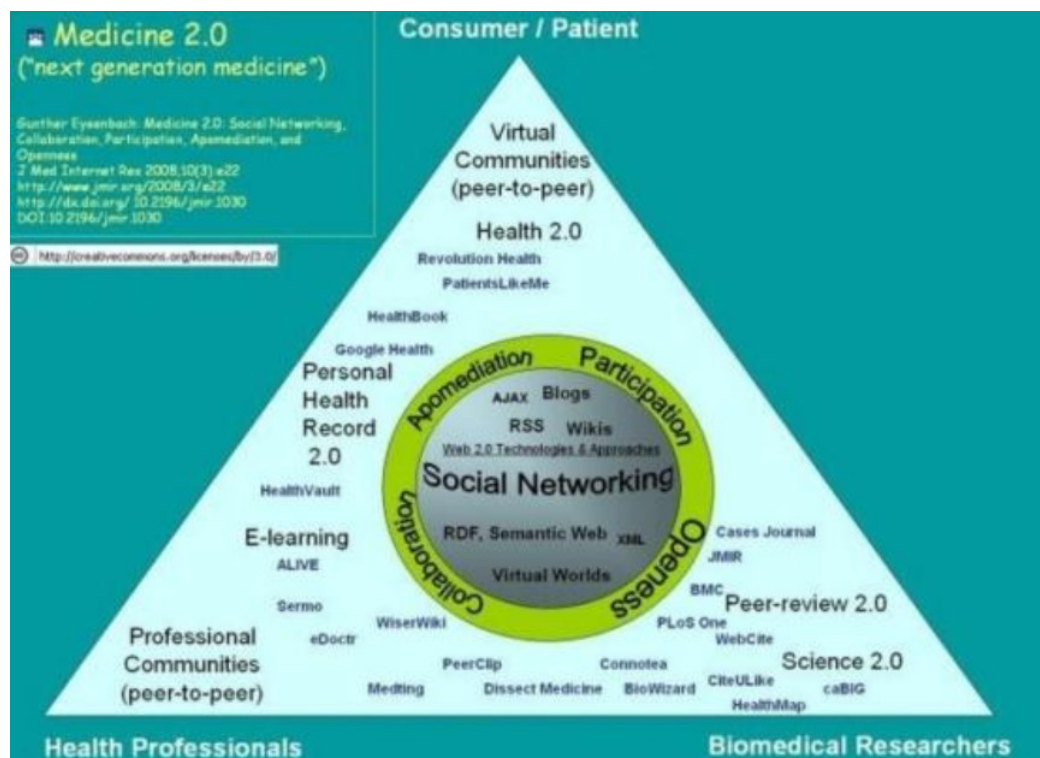 Medicine 2.0
("next generation medicine")
Gunther Eysenbach: Medicine 2.0: Social Networking,
Collaboration, Participation, Apomediation, and
Openness
J Med Internet Res 2008;10(3):e22
http://www.jmir.org/2008/3/e22
http://dx.doi.org/ 10.2196/jmir.1030
DOI:10.2196/jmir.1030
http://creativecommons.org/licenses/by/3.0/
Consumer / Patient
Virtual
Communities
(peer-to-peer)
Health 2.0
Revolution Health
PatientsLikeMe
HealthBook
Google Health
Personal
Health
Record
2.0
HealthVault
E-learning
ALIVE
Sermo
eDoctr
WiserWiki
Professional
Communities
(peer-to-peer)
Apomediation
Participation
Collaboration
Openess
AJAX Blogs
RSS Wikis
Web 2.0 Technologies & Approaches
Social Networking
RDF, Semantic Web XML
Virtual Worlds
Cases Journal
JMIR
BMC
Peer-review 2.0
PLoS One
WebCite
Science 2.0
PeerClip
Connotea
Medting
Dissect Medicine
BioWizard
CiteULike
caBIG
HealthMap
Health Professionals
Biomedical Researchers